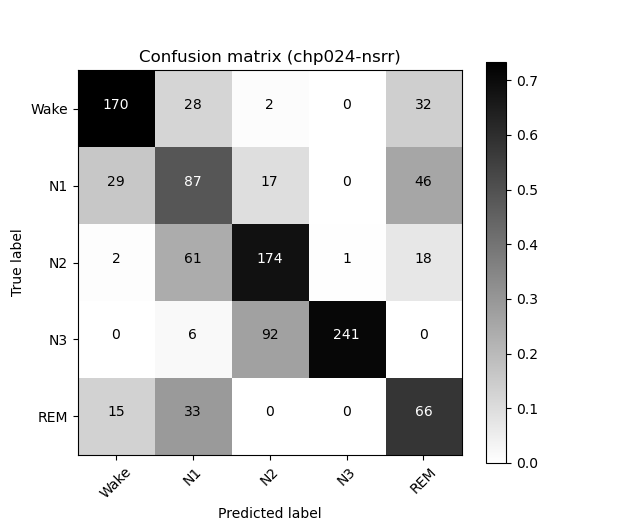 Confusion matrix (chp024-nsrr)
Wake 170 28 2 0 32
N1 29 87 17 0 46
N2 2 61 174 1 18
N3 0 6 92 241 0
REM 15 33 0 0 66
Wake N1 N2 N3 REM
Predicted label
True label
0.7
0.6
0.5
0.4
0.3
0.2
0.1
0.0